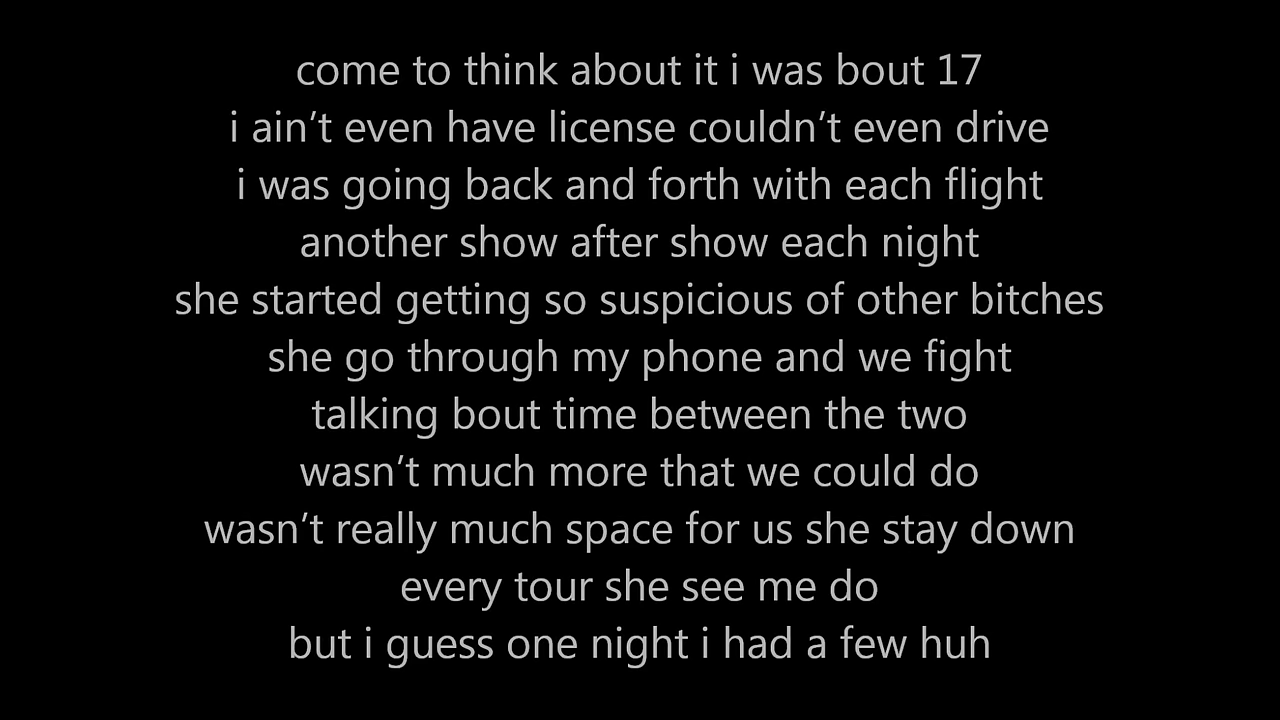 come to think about it i was bout 17
i ain’t even have license couldn’t even drive
i was going back and forth with each flight
another show after show each night
she started getting so suspicious of other bitches
she go through my phone and we fight
talking bout time between the two
wasn’t much more that we could do
wasn’t really much space for us she stay down
every tour she see me do
but i guess one night i had a few huh